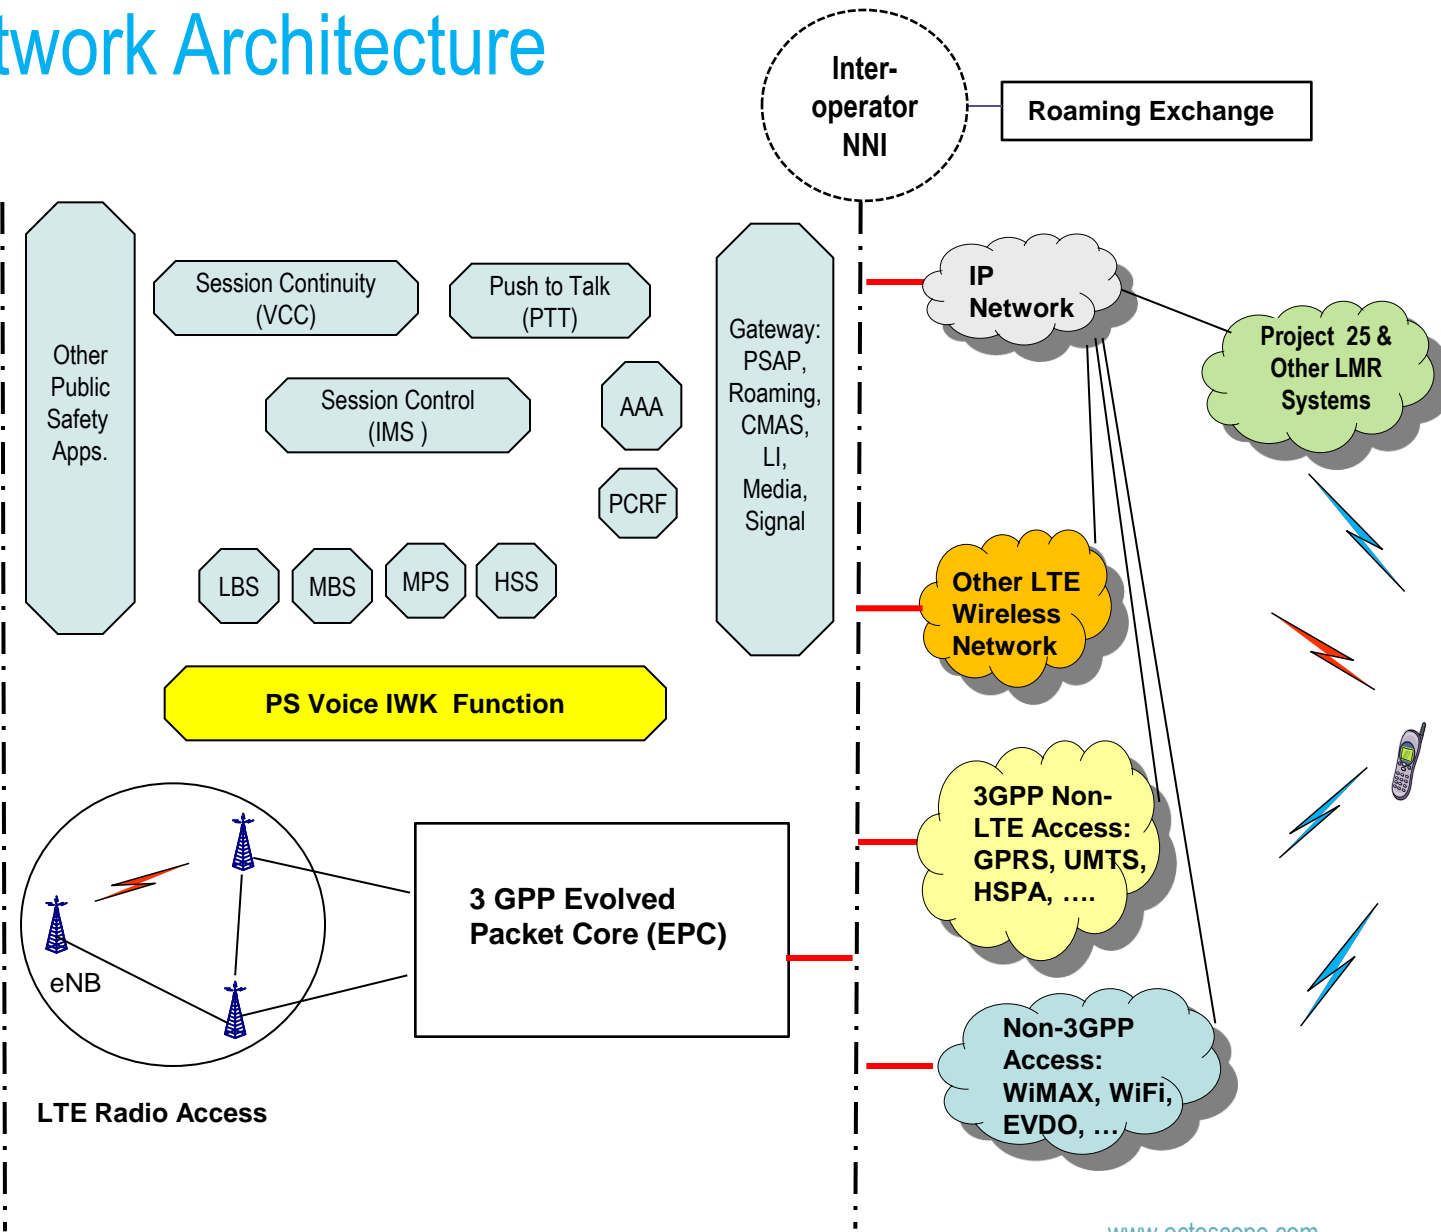 twork Architecture
Inter-
operator
NNI
Roaming Exchange
Other
Public
Safety
Apps.
Session Continuity
(VCC)
Push to Talk
(PTT)
Session Control
(IMS )
AAA
PCRF
LBS
MBS
MPS
HSS
Gateway:
PSAP,
Roaming,
CMAS,
LI,
Media,
Signal
IP
Network
Project 25 &
Other LMR
Systems
Other LTE
Wireless
Network
PS Voice IWK Function
3GPP Non-
LTE Access:
GPRS, UMTS,
HSPA, ....
eNB
3 GPP Evolved
Packet Core (EPC)
Non-3GPP
Access:
WiMAX, WiFi,
EVDO, ...
LTE Radio Access
www.octoscope.com